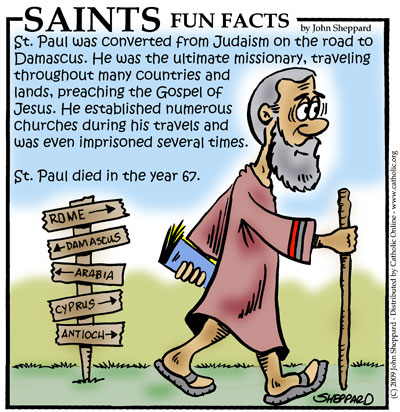 SAINTS FUN FACTS
by John Sheppard
St. Paul was converted from Judaism on the road to
Damascus. He was the ultimate missionary, traveling
throughout many countries and
lands, preaching the Gospel of
Jesus. He established numerous
churches during his travels and
was even imprisoned several times.
St. Paul died in the year 67.
ROME
DAMASCUS
ARABIA
CYPRUS
ANTIOCH
SHEPPARD
(C) 2009 John Sheppard - Distributed by Catholic Online - www.catholic.org